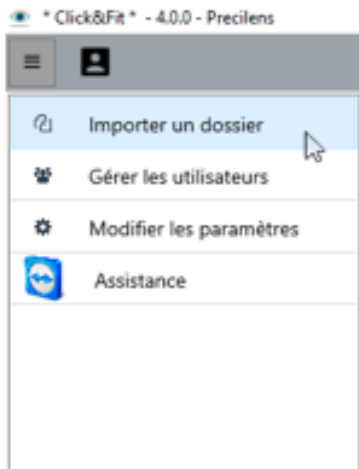 * Click&Fit * - 4.0.0 - Precilens
Importer un dossier
Gérer les utilisateurs
Modifier les paramètres
Assistance